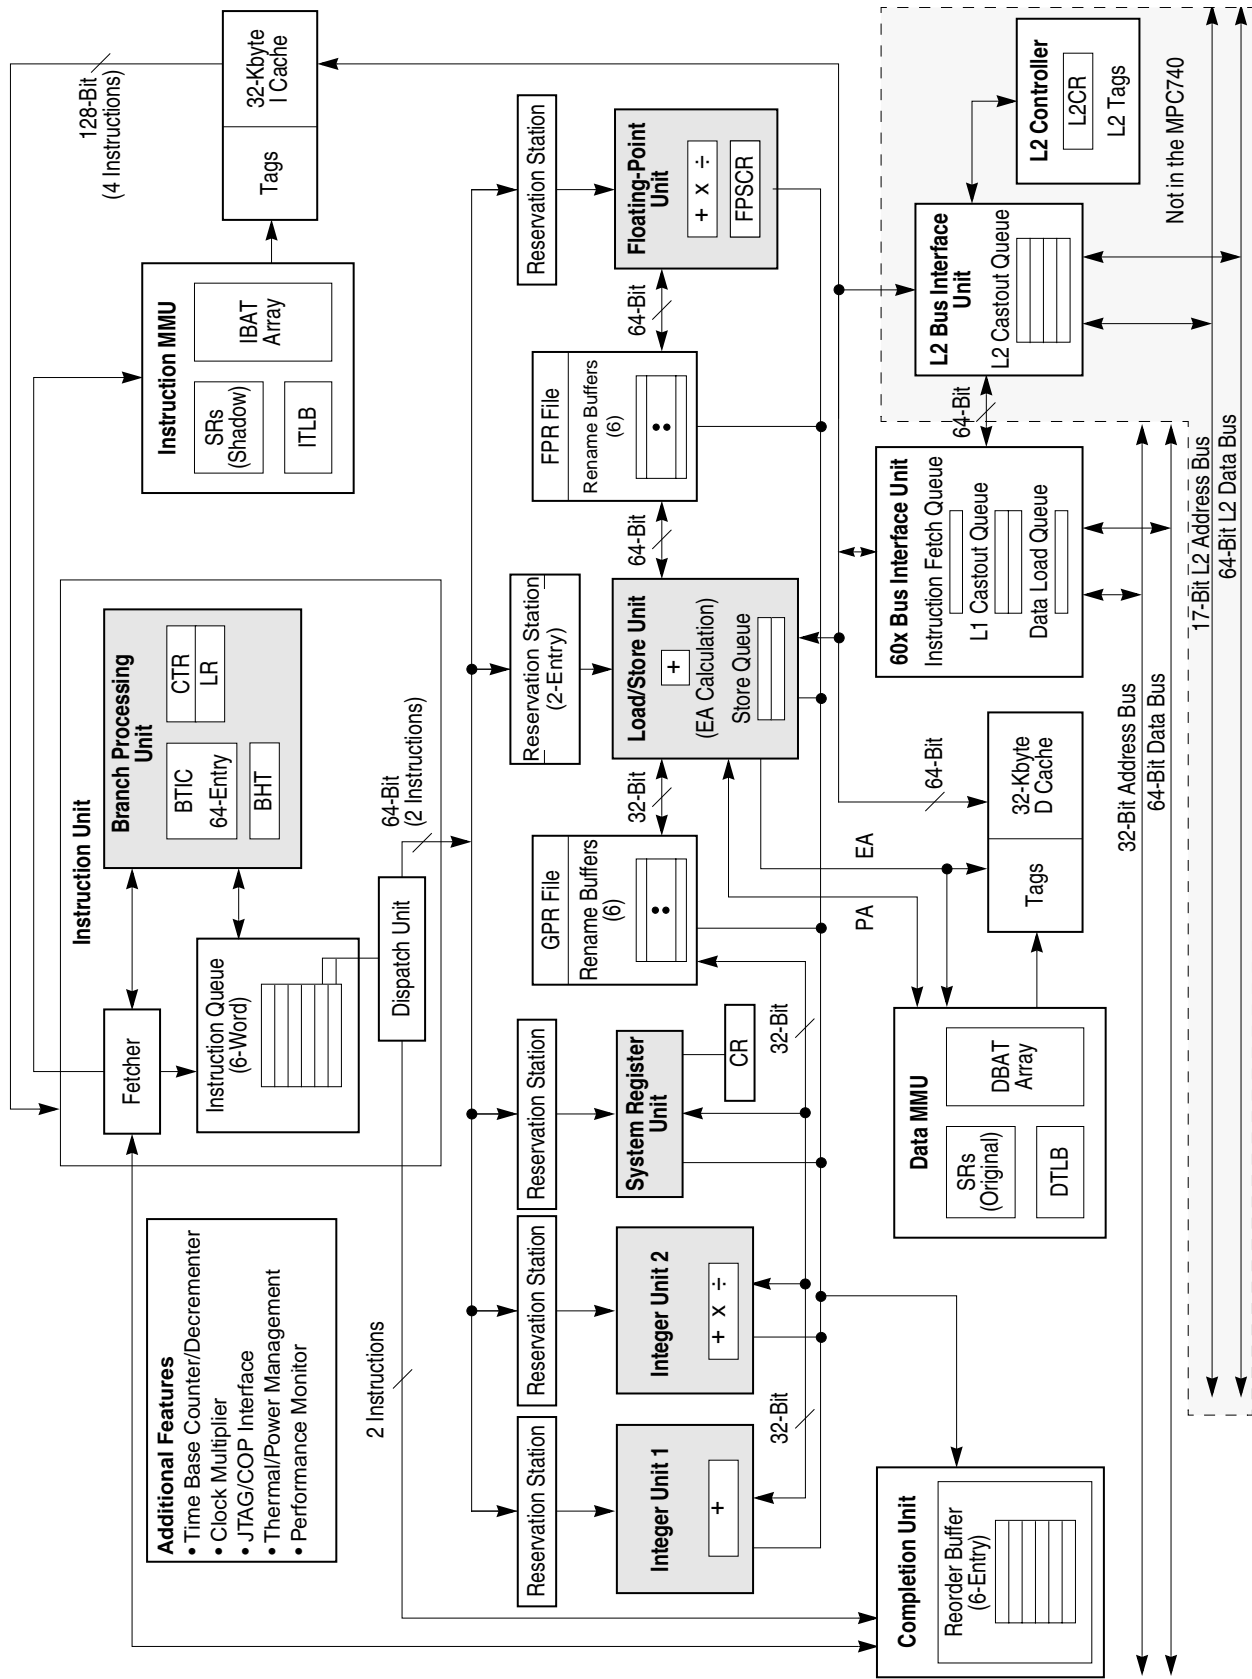 Additional Features
• Time Base Counter/Decrementer
• Clock Multiplier
• JTAG/COP Interface
• Thermal/Power Management
• Performance Monitor
Instruction Unit
Fetcher
Branch Processing
Unit
BTIC
64-Entry
CTR
LR
BHT
Instruction Queue
(6-Word)
Dispatch Unit
Instruction MMU
SRs
(Shadow)
IBAT
Array
ITLB
128-Bit
(4 Instructions)
Tags
32-Kbyte
I Cache
2 Instructions
64-Bit
(2 Instructions)
Reservation Station
Reservation Station
Reservation Station
Reservation Station
(2-Entry)
Reservation Station
Integer Unit 1
+
Integer Unit 2
+ x ÷
System Register
Unit
CR
32-Bit
32-Bit
GPR File
Rename Buffers
(6)
32-Bit
Load/Store Unit
+
(EA Calculation)
Store Queue
64-Bit
FPR File
Rename Buffers
(6)
64-Bit
Floating-Point
Unit
+ x ÷
FPSCR
PA
EA
64-Bit
Completion Unit
Reorder Buffer
(6-Entry)
Data MMU
SRs
(Original)
DBAT
Array
DTLB
Tags
32-Kbyte
D Cache
60x Bus Interface Unit
Instruction Fetch Queue
L1 Castout Queue
Data Load Queue
64-Bit
L2 Bus Interface
Unit
L2 Castout Queue
L2 Controller
L2CR
L2 Tags
Not in the MPC740
32-Bit Address Bus
64-Bit Data Bus
17-Bit L2 Address Bus
64-Bit L2 Data Bus